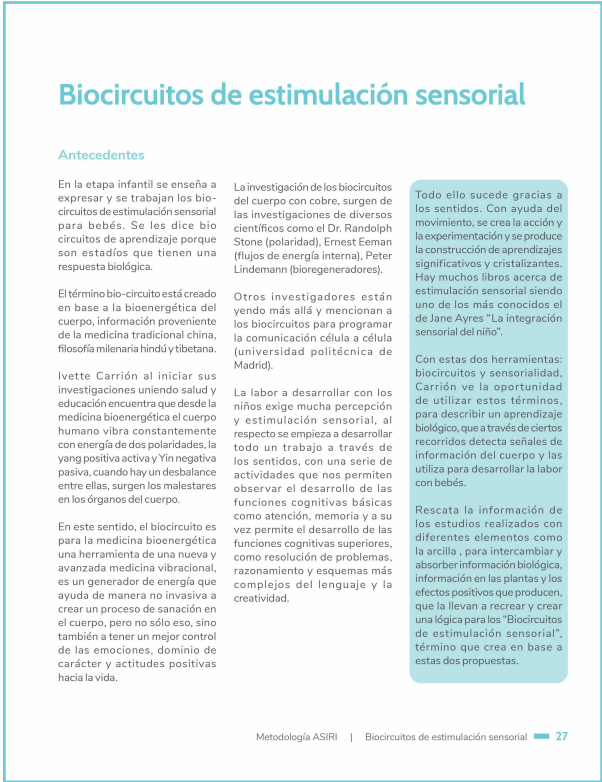 Biocircuitos de estimulación sensorial
Antecedentes
En la etapa infantil se enseña a
expresar y se trabajan los bio-
circuitos de estimulación sensorial
para bebés. Se les dice bio
circuitos de aprendizaje porque
son estadíos que tienen una
respuesta biológica.
El término bio-circuito está creado
en base a la bioenergética del
cuerpo, información proveniente
de la medicina tradicional china,
filosofía milenaria hindú y tibetana.
Ivette Carrión al iniciar sus
investigaciones uniendo salud y
educación encuentra que desde la
medicina bioenergética el cuerpo
humano vibra constantemente
con energía de dos polaridades, la
yang positiva activa y Yin negativa
pasiva, cuando hay un desbalance
entre ellas, surgen los malestares
en los órganos del cuerpo.
En este sentido, el biocircuito es
para la medicina bioenergética
una herramienta de una nueva y
avanzada medicina vibracional,
es un generador de energía que
ayuda de manera no invasiva a
crear un proceso de sanación en
el cuerpo, pero no sólo eso, sino
también a tener un mejor control
de las emociones, dominio de
carácter y actitudes positivas
hacia la vida.
La investigación de los biocircuitos
del cuerpo con cobre, surgen de
las investigaciones de diversos
científicos como el Dr. Randolph
Stone (polaridad), Ernest Eeman
(flujos de energía interna), Peter
Lindemann (bioregeneradores).
Otros investigadores están
yendo más allá y mencionan a
los biocircuitos para programar
la comunicación célula a célula
(universidad politécnica de
Madrid).
La labor a desarrollar con los
niños exige mucha percepción
y estimulación sensorial, al
respecto se empieza a desarrollar
todo un trabajo a través de
los sentidos, con una serie de
actividades que nos permiten
observar el desarrollo de las
funciones cognitivas básicas
como atención, memoria y a su
vez permite el desarrollo de las
funciones cognitivas superiores,
como resolución de problemas,
razonamiento y esquemas más
complejos del lenguaje y la
creatividad.
Todo ello sucede gracias a
los sentidos. Con ayuda del
movimiento, se crea la acción y
la experimentación y se produce
la construcción de aprendizajes
significativos y cristalizantes.
Hay muchos libros acerca de
estimulación sensorial siendo
uno de los más conocidos el
de Jane Ayres "La integración
sensorial del niño".
Con estas dos herramientas:
biocircuitos y sensorialidad,
Carrión ve la oportunidad
de utilizar estos términos,
para describir un aprendizaje
biológico, que a través de ciertos
recorridos detecta señales de
información del cuerpo y las
utiliza para desarrollar la labor
con bebés.
Rescata la información de
los estudios realizados con
diferentes elementos como
la arcilla , para intercambiar y
absorber información biológica,
información en las plantas y los
efectos positivos que producen,
que la llevan a recrear y crear
una lógica para los "Biocircuitos
de estimulación sensorial",
término que crea en base a
estas dos propuestas.
Metodología ASIRI | Biocircuitos de estimulación sensorial 27